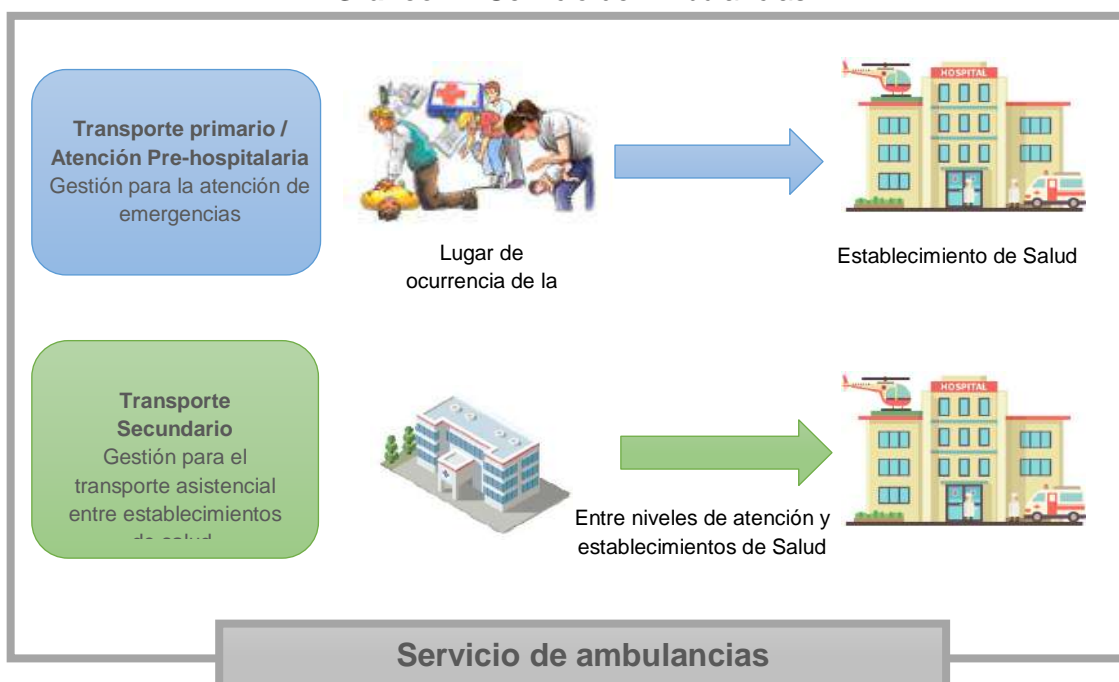 Transporte primario /
Atención Pre-hospitalaria
Gestión para la atención de
emergencias
HOSPITAL
Lugar de
ocurrencia de la
Establecimiento de Salud
Transporte
Secundario
Gestión para el
transporte asistencial
entre establecimientos
de salud
HOSPITAL
Entre niveles de atención y
establecimientos de Salud
Servicio de ambulancias